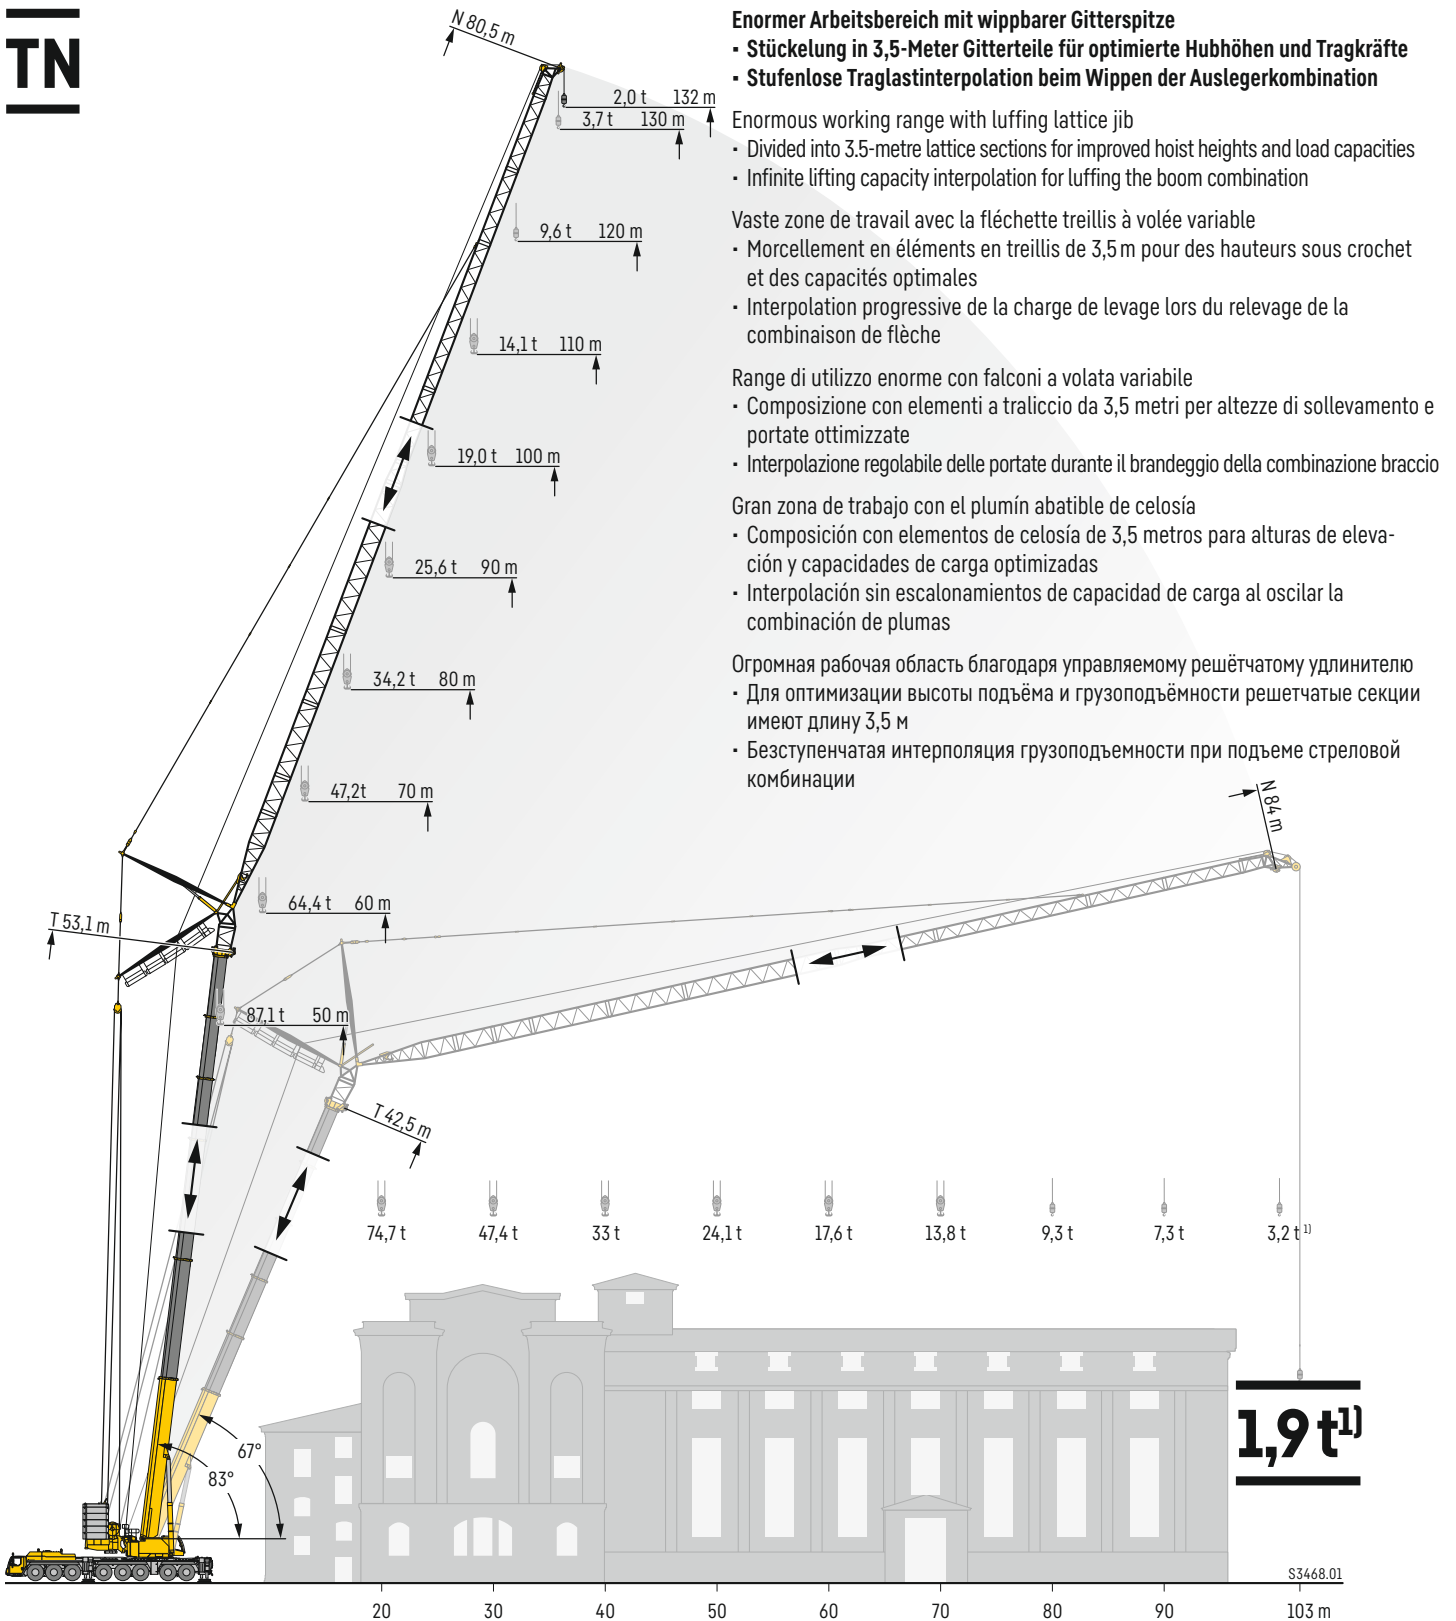 TN
N 80,5 m
Enormer Arbeitsbereich mit wippbarer Gitterspitze
· Stückelung in 3,5-Meter Gitterteile für optimierte Hubhöhen und Tragkräfte
· Stufenlose Traglastinterpolation beim Wippen der Auslegerkombination
Enormous working range with luffing lattice jib
· Divided into 3.5-metre lattice sections for improved hoist heights and load capacities
· Infinite lifting capacity interpolation for luffing the boom combination
Vaste zone de travail avec la fléchette treillis à volée variable
· Morcellement en éléments en treillis de 3,5 m pour des hauteurs sous crochet
et des capacités optimales
· Interpolation progressive de la charge de levage lors du relevage de la
combinaison de flèche
Range di utilizzo enorme con falconi a volata variabile
· Composizione con elementi a traliccio da 3,5 metri per altezze di sollevamento e
portate ottimizzate
· Interpolazione regolabile delle portate durante il brandeggio della combinazione braccio
Gran zona de trabajo con el plumín abatible de celosía
· Composición con elementos de celosía de 3,5 metros para alturas de eleva-
ción y capacidades de carga optimizadas
· Interpolación sin escalonamientos de capacidad de carga al oscilar la
combinación de plumas
Огромная рабочая область благодаря управляемому решётчатому удлинителю
· Для оптимизации высоты подъёма и грузоподъёмности решетчатые секции
имеют длину 3,5 м
· Безступенчатая интерполяция грузоподъемности при подъеме стреловой
комбинации
2,0 t 132 m
3,7 t 130 m
9,6 t 120 m
14,1 t 110 m
19,0 t 100 m
25,6 t 90 m
34,2 t 80 m
47,2t 70 m
64,4 t 60 m
87,1 t 50 m
N 84 m
T 53,1 m
T 42,5 m
74,7 t 47,4 t 33 t 24,1 t 17,6 t 13,8 t 9,3 t 7,3 t 3,2 t 1)
1,9 t1)
67°
83°
S3468.01
20 30 40 50 60 70 80 90 103 m